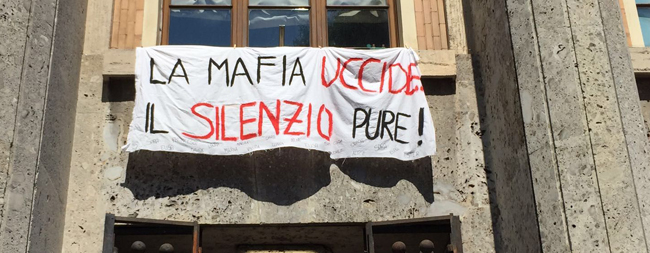 LA MAFIA UCCIDE
IL SILENZIO PURE!